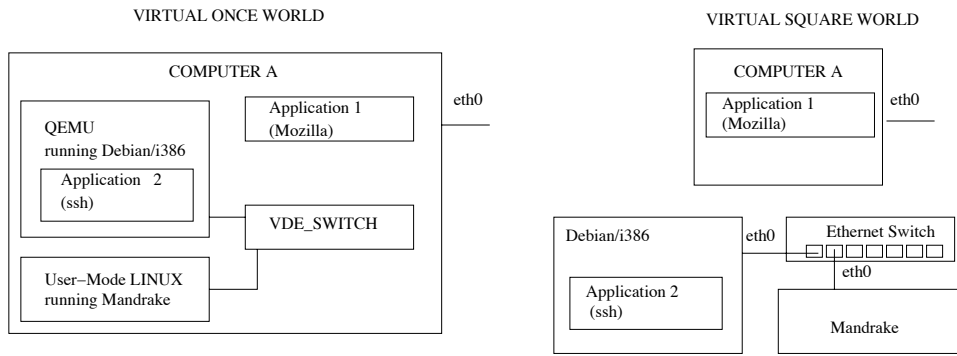 VIRTUAL ONCE WORLD
COMPUTER A
QEMU
running Debian/i386
Application 2
(ssh)
Application 1
(Mozilla)
eth0
VDE_SWITCH
User−Mode LINUX
running Mandrake
VIRTUAL SQUARE WORLD
COMPUTER A
Application 1
(Mozilla)
eth0
Debian/i386
Application 2
(ssh)
eth0
Ethernet Switch
eth0
Mandrake